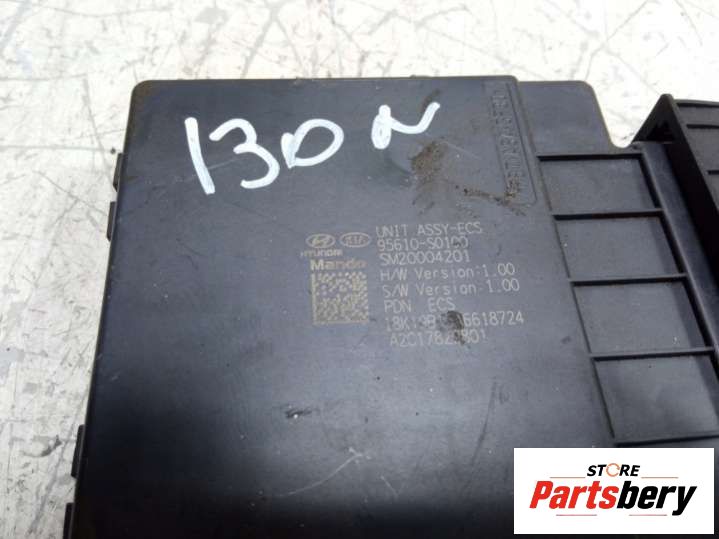 I30 N
HYUNDAI KIA
Mando
UNIT ASSY-ECS
95610-S0100
SM20004201
H/W Version:1.00
S/W Version:1.00
PDN ECS
STORE
Partsbery